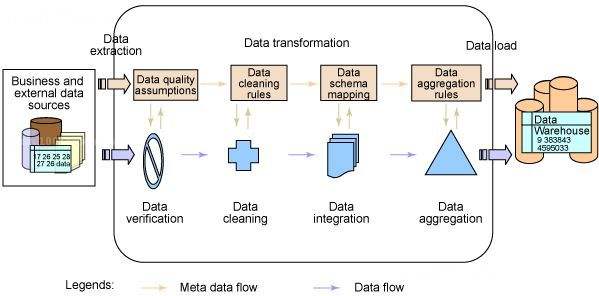 Data
extraction
Data transformation
Data load
Business and
external data
sources
Data quality
assumptions
Data
cleaning rules
Data
schema
mapping
Data
aggregation
rules
17 26 25 28
27 26 data
Data
Warehouse
9 383843
4595033
Data
verification
Data
cleaning
Data
integration
Data
aggregation
Legends:
Meta data flow
Data flow